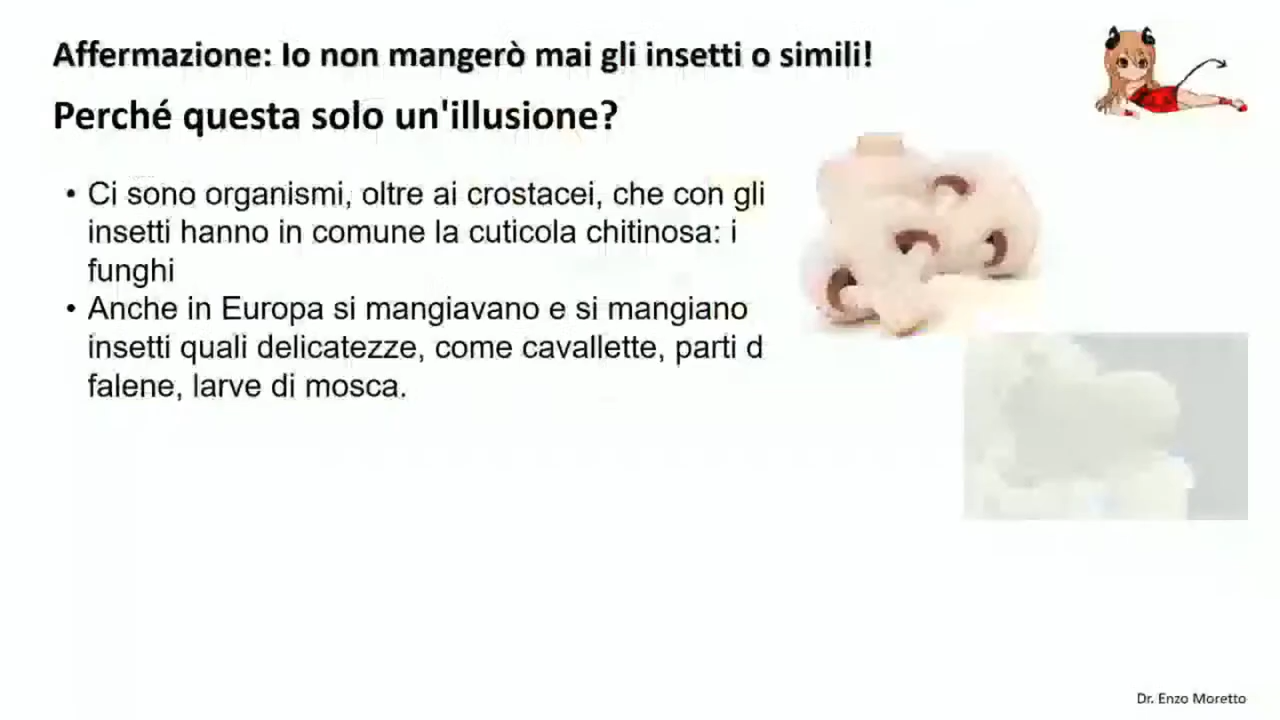 Affermazione: Io non mangerò mai gli insetti o simili!
Perché questa solo un'illusione?
• Ci sono organismi, oltre ai crostacei, che con gli
insetti hanno in comune la cuticola chitinosa: i
funghi
• Anche in Europa si mangiavano e si mangiano
insetti quali delicatezze, come cavallette, parti d
falene, larve di mosca.
Dr. Enzo Moretto